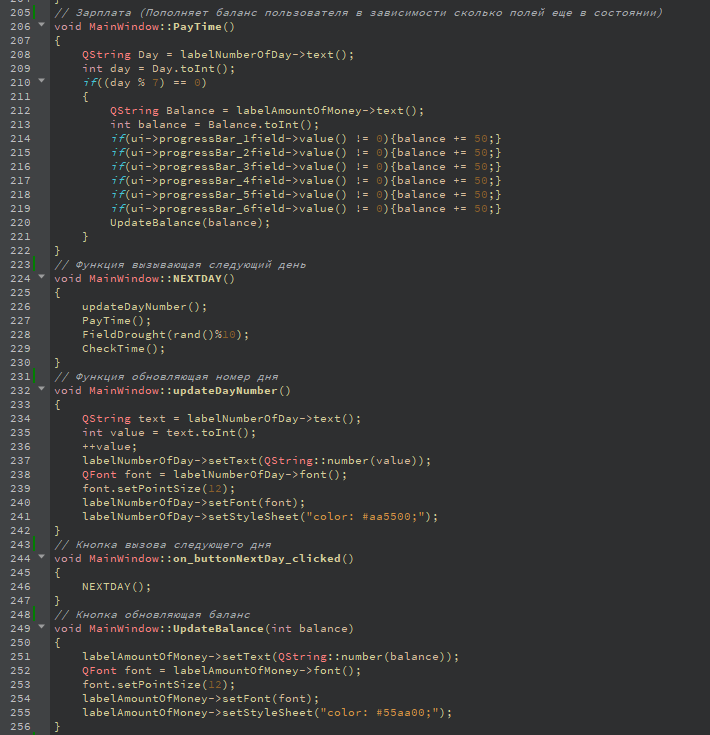 205 // Зарплата (Пополняет баланс пользователя в зависимости сколько полей еще в состоянии)
206 void MainWindow::PayTime()
207 {
208     QString Day = labelNumberOfDay->text();
209     int day = Day.toInt();
210     if((day % 7) == 0)
211     {
212         QString Balance = labelAmountOfMoney->text();
213         int balance = Balance.toInt();
214         if(ui->progressBar_1field->value() != 0){balance += 50;}
215         if(ui->progressBar_2field->value() != 0){balance += 50;}
216         if(ui->progressBar_3field->value() != 0){balance += 50;}
217         if(ui->progressBar_4field->value() != 0){balance += 50;}
218         if(ui->progressBar_5field->value() != 0){balance += 50;}
219         if(ui->progressBar_6field->value() != 0){balance += 50;}
220         UpdateBalance(balance);
221     }
222 }
223 // Функция вызывающая следующий день
224 void MainWindow::NEXTDAY()
225 {
226     updateDayNumber();
227     PayTime();
228     FieldDrought(rand()%10);
229     CheckTime();
230 }
231 // Функция обновляющая номер дня
232 void MainWindow::updateDayNumber()
233 {
234     QString text = labelNumberOfDay->text();
235     int value = text.toInt();
236     ++value;
237     labelNumberOfDay->setText(QString::number(value));
238     QFont font = labelNumberOfDay->font();
239     font.setPointSize(12);
240     labelNumberOfDay->setFont(font);
241     labelNumberOfDay->setStyleSheet("color: #aa5500;");
242 }
243 // Кнопка вызова следующего дня
244 void MainWindow::on_buttonNextDay_clicked()
245 {
246     NEXTDAY();
247 }
248 // Кнопка обновляющая баланс
249 void MainWindow::UpdateBalance(int balance)
250 {
251     labelAmountOfMoney->setText(QString::number(balance));
252     QFont font = labelAmountOfMoney->font();
253     font.setPointSize(12);
254     labelAmountOfMoney->setFont(font);
255     labelAmountOfMoney->setStyleSheet("color: #55aa00;");
256 }